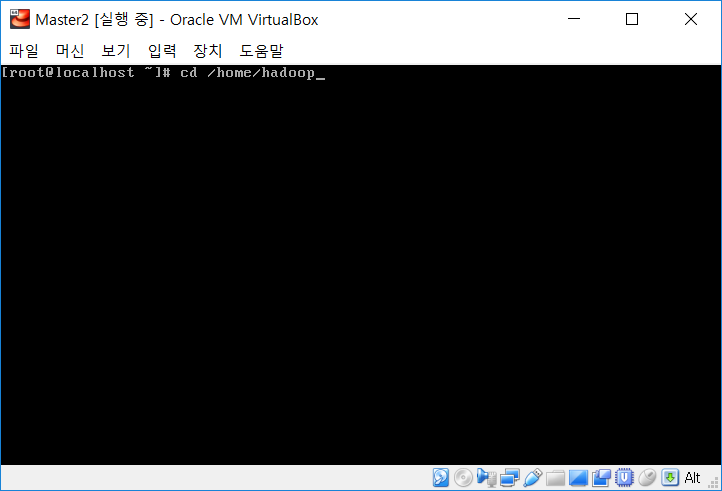 Master2 [실행 중] - Oracle VM VirtualBox
파일 머신 보기 입력 장치 도움말
[root@localhost ~]# cd /home/hadoop_
Alt